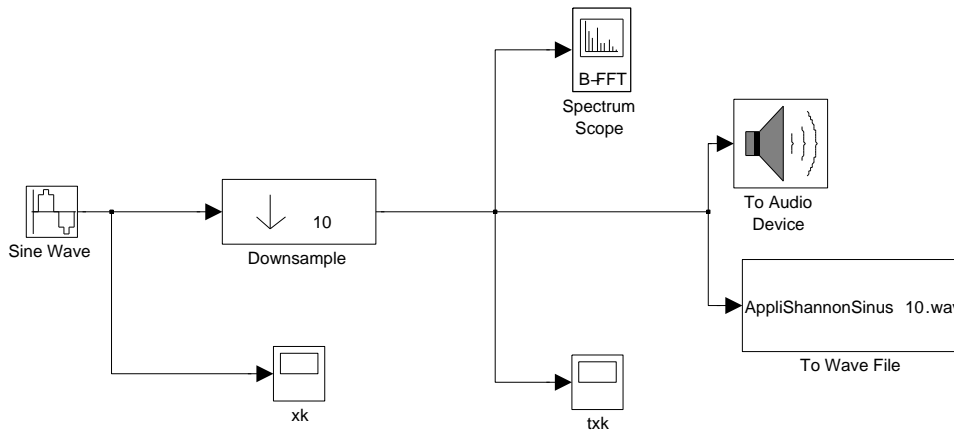 B-FFT
Spectrum
Scope
To Audio
Device
10
Sine Wave
Downsample
AppliShannonSinus 10.wav
To Wave File
xk
txk